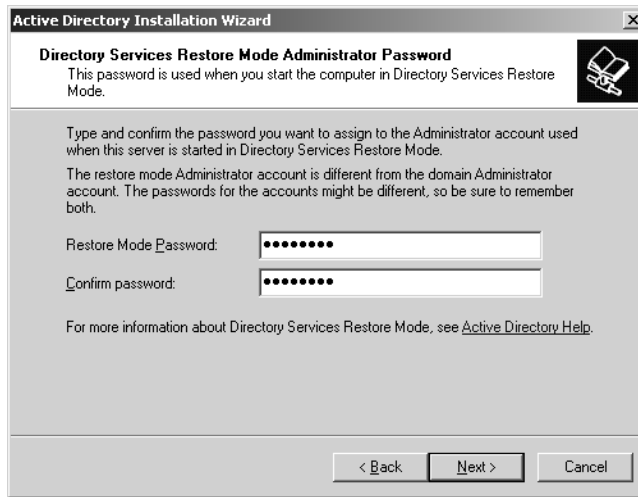 Active Directory Installation Wizard
Directory Services Restore Mode Administrator Password
This password is used when you start the computer in Directory Services Restore
Mode.
Type and confirm the password you want to assign to the Administrator account used
when this server is started in Directory Services Restore Mode.
The restore mode Administrator account is different from the domain Administrator
account. The passwords for the accounts might be different, so be sure to remember
both.
Restore Mode Password: ●●●●●●●●
Confirm password: ●●●●●●●●
For more information about Directory Services Restore Mode, see Active Directory Help.
< Back Next > Cancel